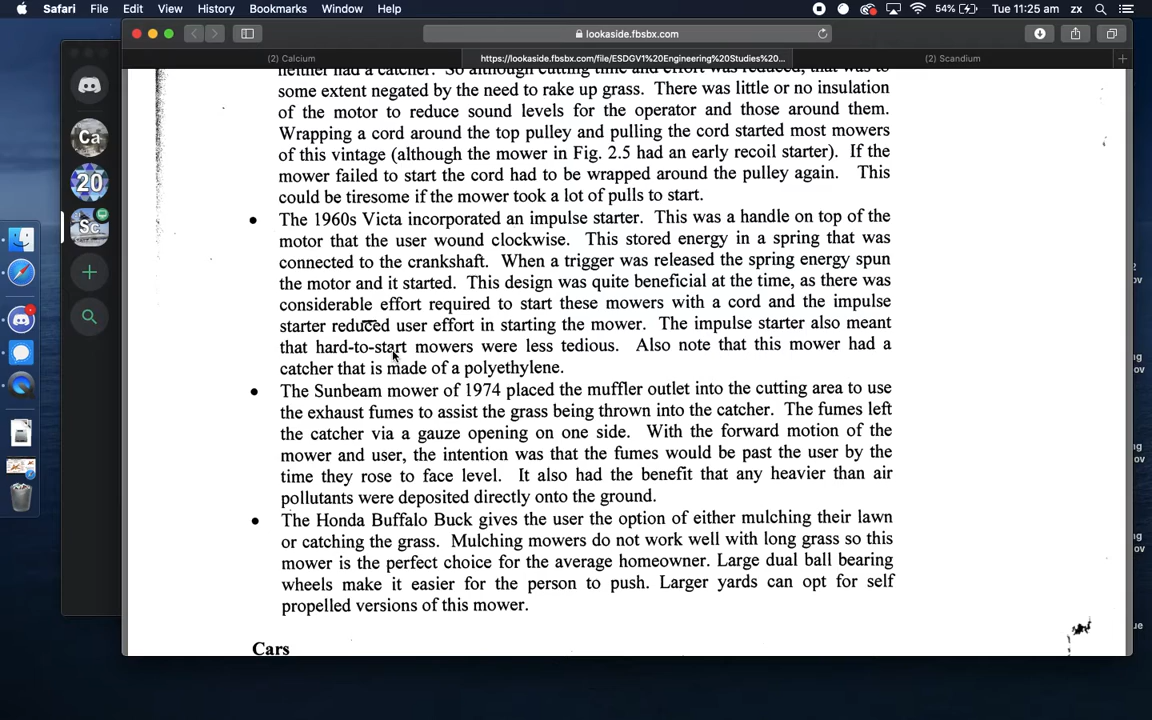 Safari File Edit View History Bookmarks Window Help 54% Tue 11:25 am zx
lookaside.fbsbx.com
(2) Calcium https://lookaside.fbsbx.com/file/ESDGV1%20Engineering%20Studies%20... (2) Scandium
neither had a catcher. So although cutting time and effort was reduced, that was to
some extent negated by the need to rake up grass. There was little or no insulation
of the motor to reduce sound levels for the operator and those around them.
Wrapping a cord around the top pulley and pulling the cord started most mowers
of this vintage (although the mower in Fig. 2.5 had an early recoil starter). If the
mower failed to start the cord had to be wrapped around the pulley again. This
could be tiresome if the mower took a lot of pulls to start.
• The 1960s Victa incorporated an impulse starter. This was a handle on top of the
motor that the user wound clockwise. This stored energy in a spring that was
connected to the crankshaft. When a trigger was released the spring energy spun
the motor and it started. This design was quite beneficial at the time, as there was
considerable effort required to start these mowers with a cord and the impulse
starter reduced user effort in starting the mower. The impulse starter also meant
that hard-to-start mowers were less tedious. Also note that this mower had a
catcher that is made of a polyethylene.
• The Sunbeam mower of 1974 placed the muffler outlet into the cutting area to use
the exhaust fumes to assist the grass being thrown into the catcher. The fumes left
the catcher via a gauze opening on one side. With the forward motion of the
mower and user, the intention was that the fumes would be past the user by the
time they rose to face level. It also had the benefit that any heavier than air
pollutants were deposited directly onto the ground.
• The Honda Buffalo Buck gives the user the option of either mulching their lawn
or catching the grass. Mulching mowers do not work well with long grass so this
mower is the perfect choice for the average homeowner. Large dual ball bearing
wheels make it easier for the person to push. Larger yards can opt for self
propelled versions of this mower.
Cars
Ca
20
Sc